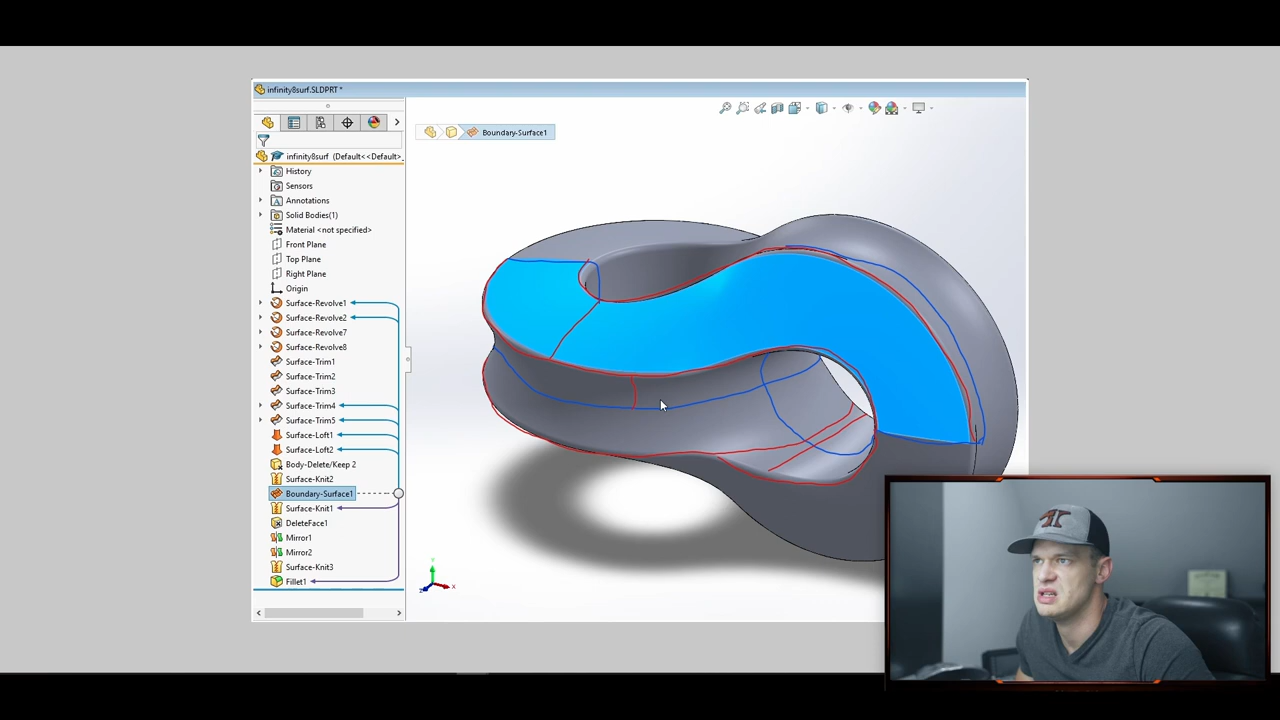 infinity8surf.SLDPRT *
Boundary-Surface1
infinity8surf (Default<<Default>_
History
Sensors
Annotations
Solid Bodies(1)
Material <not specified>
Front Plane
Top Plane
Right Plane
Origin
Surface-Revolve1
Surface-Revolve2
Surface-Revolve7
Surface-Revolve8
Surface-Trim1
Surface-Trim2
Surface-Trim3
Surface-Trim4
Surface-Trim5
Surface-Loft1
Surface-Loft2
Body-Delete/Keep 2
Surface-Knit2
Boundary-Surface1
Surface-Knit1
DeleteFace1
Mirror1
Mirror2
Surface-Knit3
Fillet1